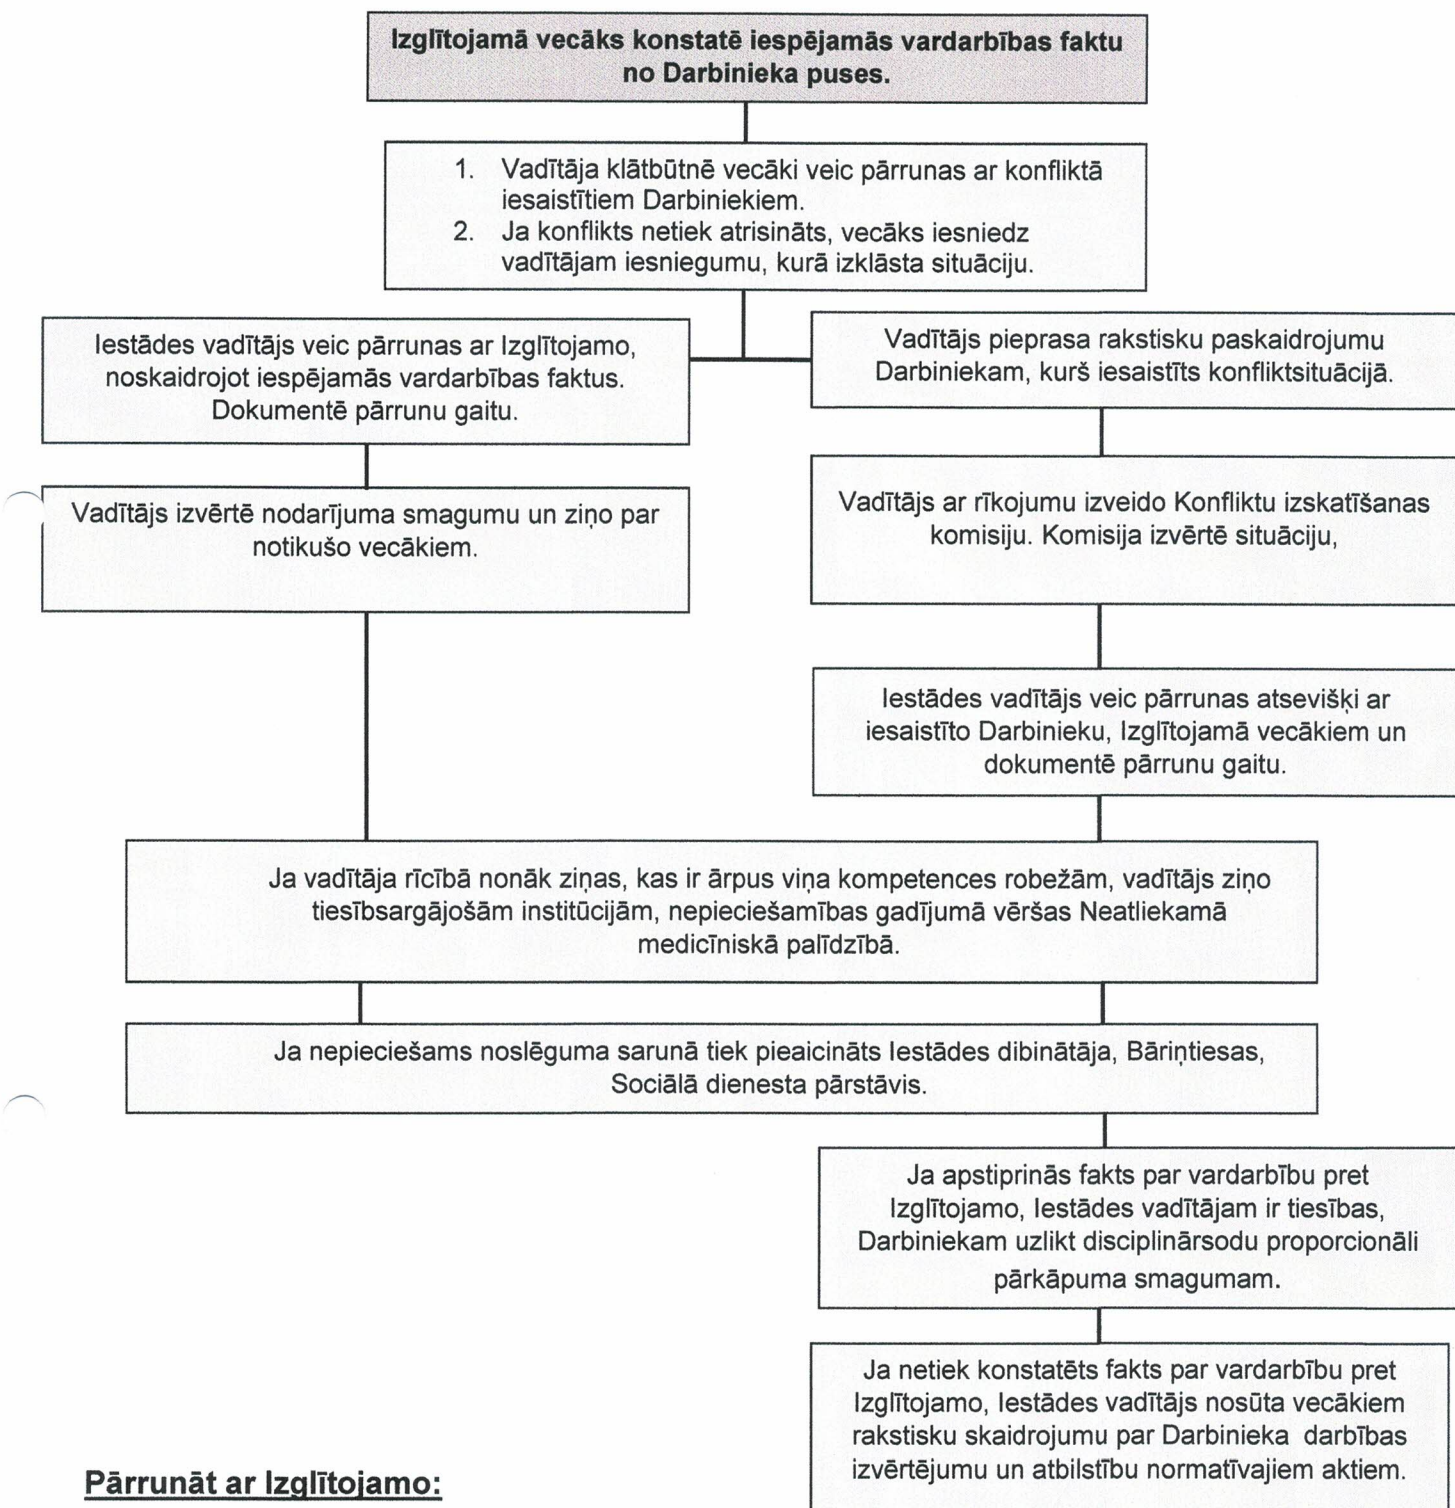 Izglītojamā vecāks konstatē iespējamās vardarbības faktu
no Darbinieka puses.
1. Vadītāja klātbūtnē vecāki veic pārrunas ar konfliktā
iesaistītiem Darbiniekiem.
2. Ja konflikts netiek atrisināts, vecāks iesniedz
vadītājam iesniegumu, kurā izklāsta situāciju.
Iestādes vadītājs veic pārrunas ar Izglītojamo,
noskaidrojot iespējamās vardarbības faktus.
Dokumentē pārrunu gaitu.
Vadītājs izvērtē nodarījuma smagumu un ziņo par
notikušo vecākiem.
Vadītājs pieprasa rakstisku paskaidrojumu
Darbiniekam, kurš iesaistīts konfliktsituācijā.
Vadītājs ar rīkojumu izveido Konfliktu izskatīšanas
komisiju. Komisija izvērtē situāciju,
Iestādes vadītājs veic pārrunas atsevišķi ar
iesaistīto Darbinieku, Izglītojamā vecākiem un
dokumentē pārrunu gaitu.
Ja vadītāja rīcībā nonāk ziņas, kas ir ārpus viņa kompetences robežām, vadītājs ziņo
tiesībsargājošām institūcijām, nepieciešamības gadījumā vēršas Neatliekamā
medicīniskā palīdzībā.
Ja nepieciešams noslēguma sarunā tiek pieaicināts Iestādes dibinātāja, Bāriņtiesas,
Sociālā dienesta pārstāvis.
Ja apstiprinās fakts par vardarbību pret
Izglītojamo, Iestādes vadītājam ir tiesības,
Darbiniekam uzlikt disciplinārsodu proporcionāli
pārkāpuma smagumam.
Ja netiek konstatēts fakts par vardarbību pret
Izglītojamo, Iestādes vadītājs nosūta vecākiem
rakstisku skaidrojumu par Darbinieka darbības
izvērtējumu un atbilstību normatīvajiem aktiem.
Pārrunāt ar Izglītojamo: